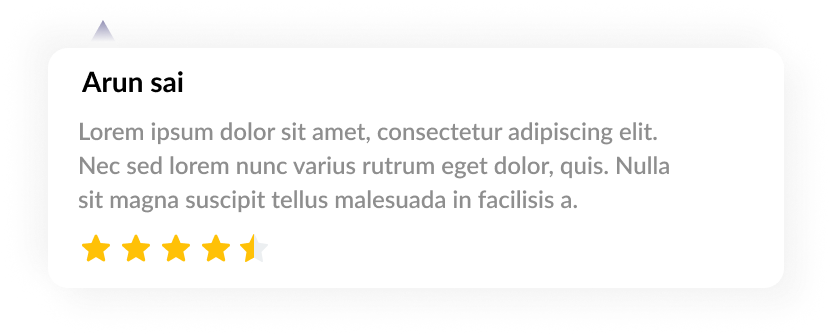 Arun sai
Lorem ipsum dolor sit amet, consectetur adipiscing elit.
Nec sed lorem nunc varius rutrum eget dolor, quis. Nulla
sit magna suscipit tellus malesuada in facilisis a.